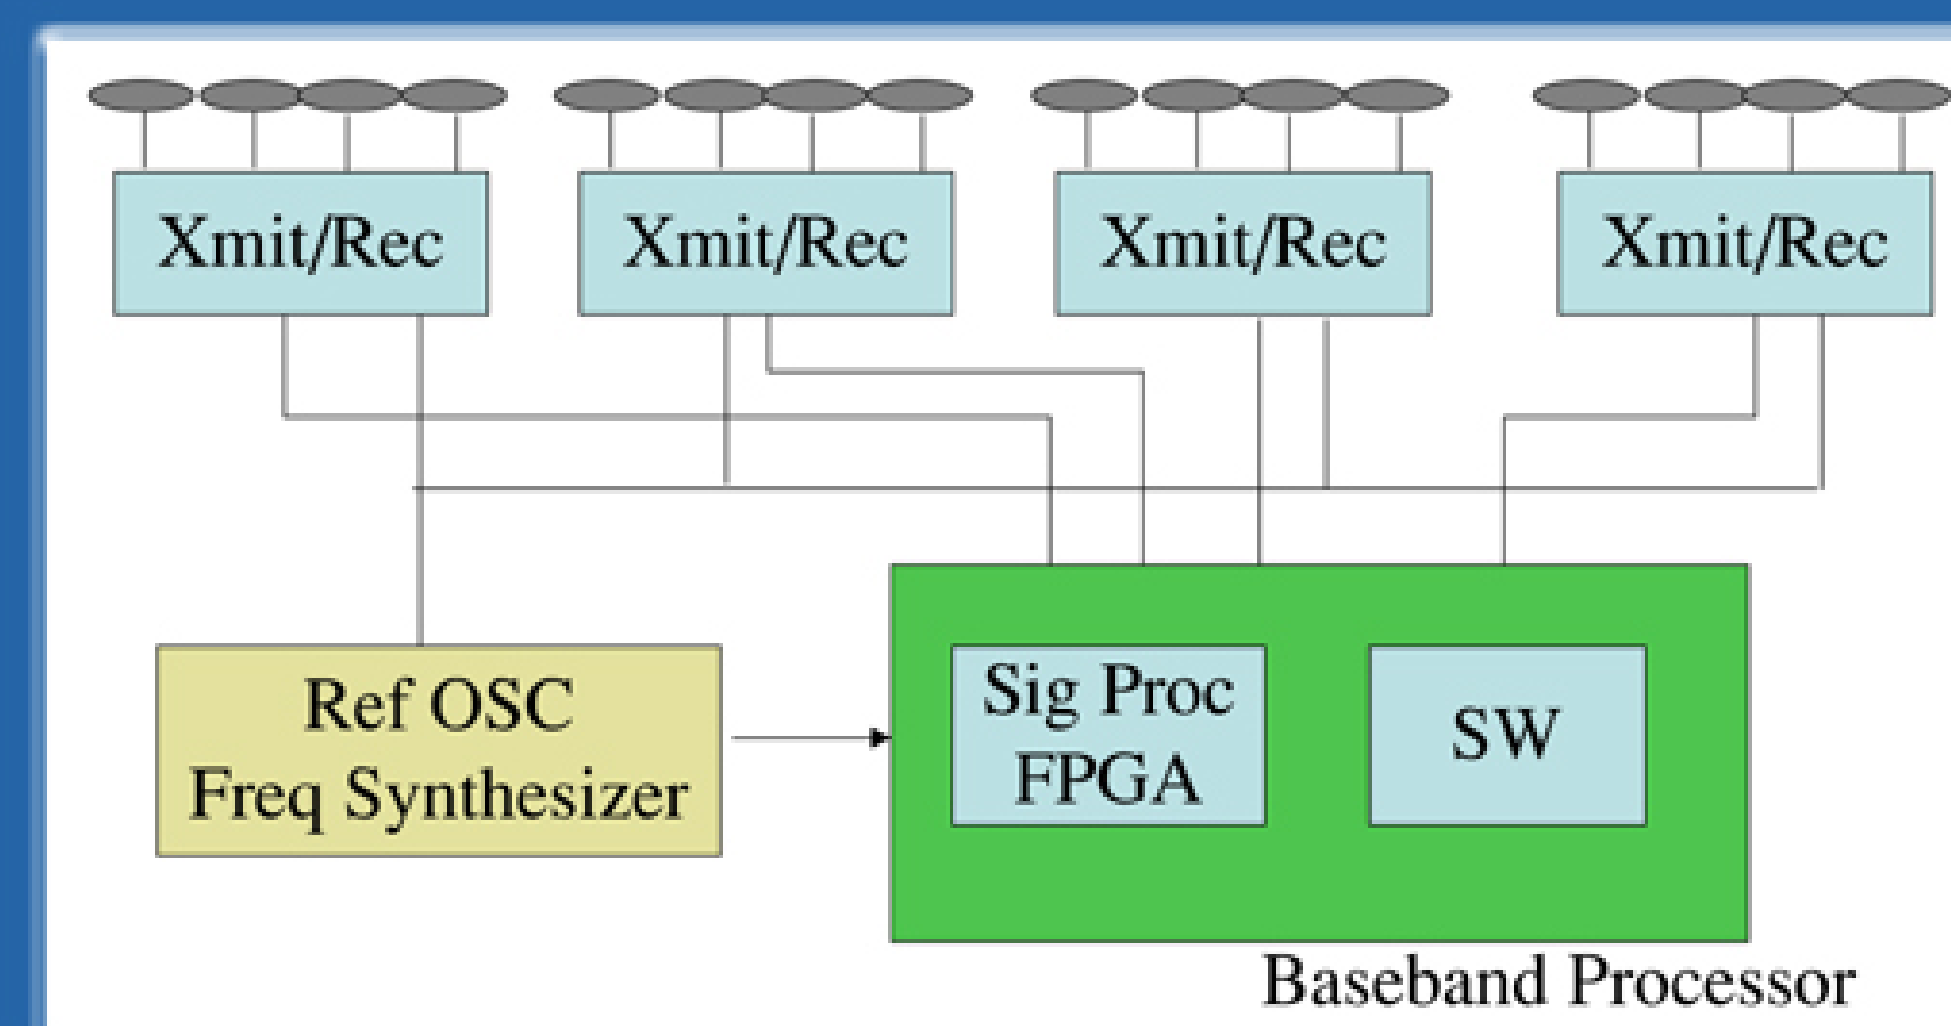 Xmit/Rec
Xmit/Rec
Xmit/Rec
Xmit/Rec
Ref OSC
Freq Synthesizer
Sig Proc
FPGA
SW
Baseband Processor